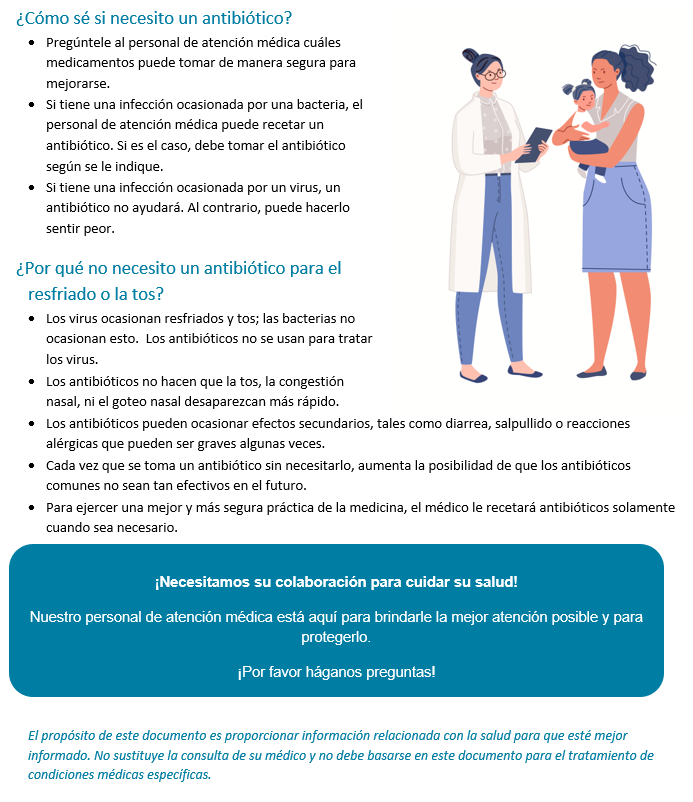 ¿Cómo sé si necesito un antibiótico?
• Pregúntele al personal de atención médica cuáles
medicamentos puede tomar de manera segura para
mejorarse.
• Si tiene una infección ocasionada por una bacteria, el
personal de atención médica puede recetar un
antibiótico. Si es el caso, debe tomar el antibiótico
según se le indique.
• Si tiene una infección ocasionada por un virus, un
antibiótico no ayudará. Al contrario, puede hacerlo
sentir peor.
¿Por qué no necesito un antibiótico para el
resfriado o la tos?
• Los virus ocasionan resfriados y tos; las bacterias no
ocasionan esto.  Los antibióticos no se usan para tratar
los virus.
• Los antibióticos no hacen que la tos, la congestión
nasal, ni el goteo nasal desaparezcan más rápido.
• Los antibióticos pueden ocasionar efectos secundarios, tales como diarrea, salpullido o reacciones
alérgicas que pueden ser graves algunas veces.
• Cada vez que se toma un antibiótico sin necesitarlo, aumenta la posibilidad de que los antibióticos
comunes no sean tan efectivos en el futuro.
• Para ejercer una mejor y más segura práctica de la medicina, el médico le recetará antibióticos solamente
cuando sea necesario.
¡Necesitamos su colaboración para cuidar su salud!
Nuestro personal de atención médica está aquí para brindarle la mejor atención posible y para
protegerlo.
¡Por favor háganos preguntas!
El propósito de este documento es proporcionar información relacionada con la salud para que esté mejor
informado. No sustituye la consulta de su médico y no debe basarse en este documento para el tratamiento de
condiciones médicas específicas.